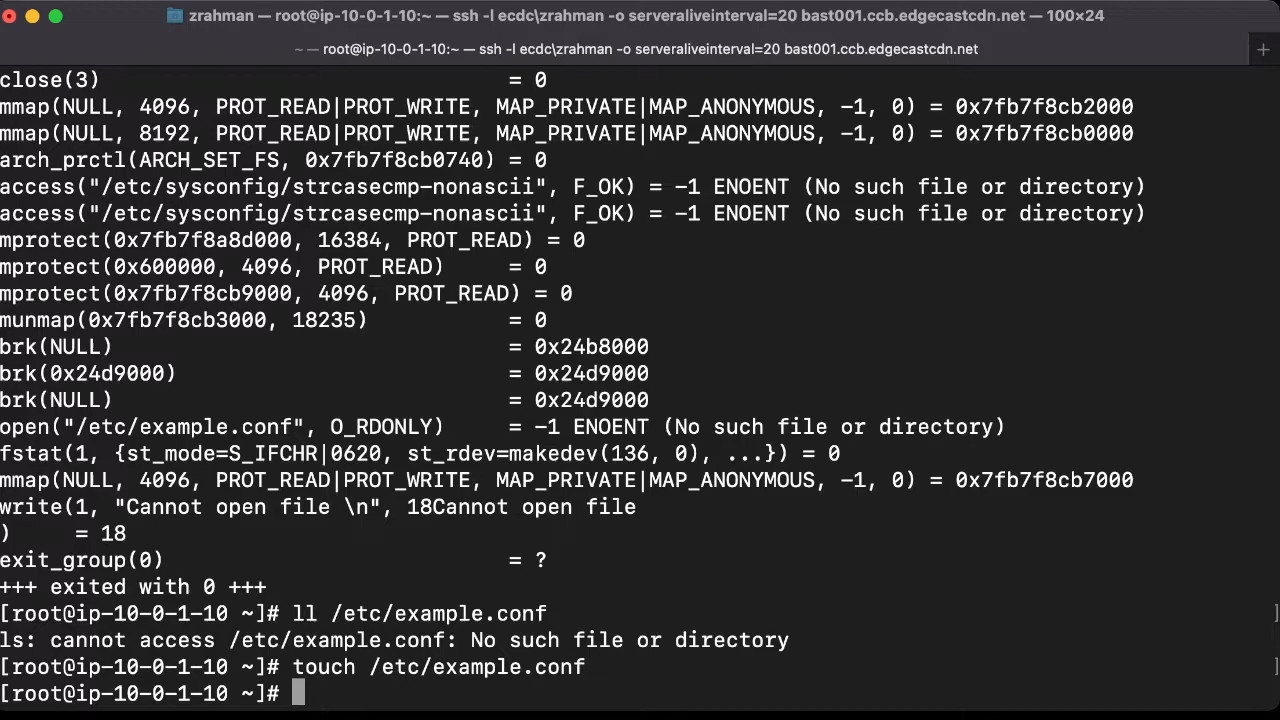 zrahman — root@ip-10-0-1-10:~ — ssh -l ecdc\zrahman -o serveraliveinterval=20 bast001.ccb.edgecastcdn.net — 100×24
~ — root@ip-10-0-1-10:~ — ssh -l ecdc\zrahman -o serveraliveinterval=20 bast001.ccb.edgecastcdn.net +
close(3)                                = 0
mmap(NULL, 4096, PROT_READ|PROT_WRITE, MAP_PRIVATE|MAP_ANONYMOUS, -1, 0) = 0x7fb7f8cb2000
mmap(NULL, 8192, PROT_READ|PROT_WRITE, MAP_PRIVATE|MAP_ANONYMOUS, -1, 0) = 0x7fb7f8cb0000
arch_prctl(ARCH_SET_FS, 0x7fb7f8cb0740) = 0
access("/etc/sysconfig/strcasecmp-nonascii", F_OK) = -1 ENOENT (No such file or directory)
access("/etc/sysconfig/strcasecmp-nonascii", F_OK) = -1 ENOENT (No such file or directory)
mprotect(0x7fb7f8a8d000, 16384, PROT_READ) = 0
mprotect(0x600000, 4096, PROT_READ)     = 0
mprotect(0x7fb7f8cb9000, 4096, PROT_READ) = 0
munmap(0x7fb7f8cb3000, 18235)           = 0
brk(NULL)                               = 0x24b8000
brk(0x24d9000)                          = 0x24d9000
brk(NULL)                               = 0x24d9000
open("/etc/example.conf", O_RDONLY)     = -1 ENOENT (No such file or directory)
fstat(1, {st_mode=S_IFCHR|0620, st_rdev=makedev(136, 0), ...}) = 0
mmap(NULL, 4096, PROT_READ|PROT_WRITE, MAP_PRIVATE|MAP_ANONYMOUS, -1, 0) = 0x7fb7f8cb7000
write(1, "Cannot open file \n", 18Cannot open file
)     = 18
exit_group(0)                           = ?
+++ exited with 0 +++
[root@ip-10-0-1-10 ~]# ll /etc/example.conf
ls: cannot access /etc/example.conf: No such file or directory
[root@ip-10-0-1-10 ~]# touch /etc/example.conf
[root@ip-10-0-1-10 ~]#